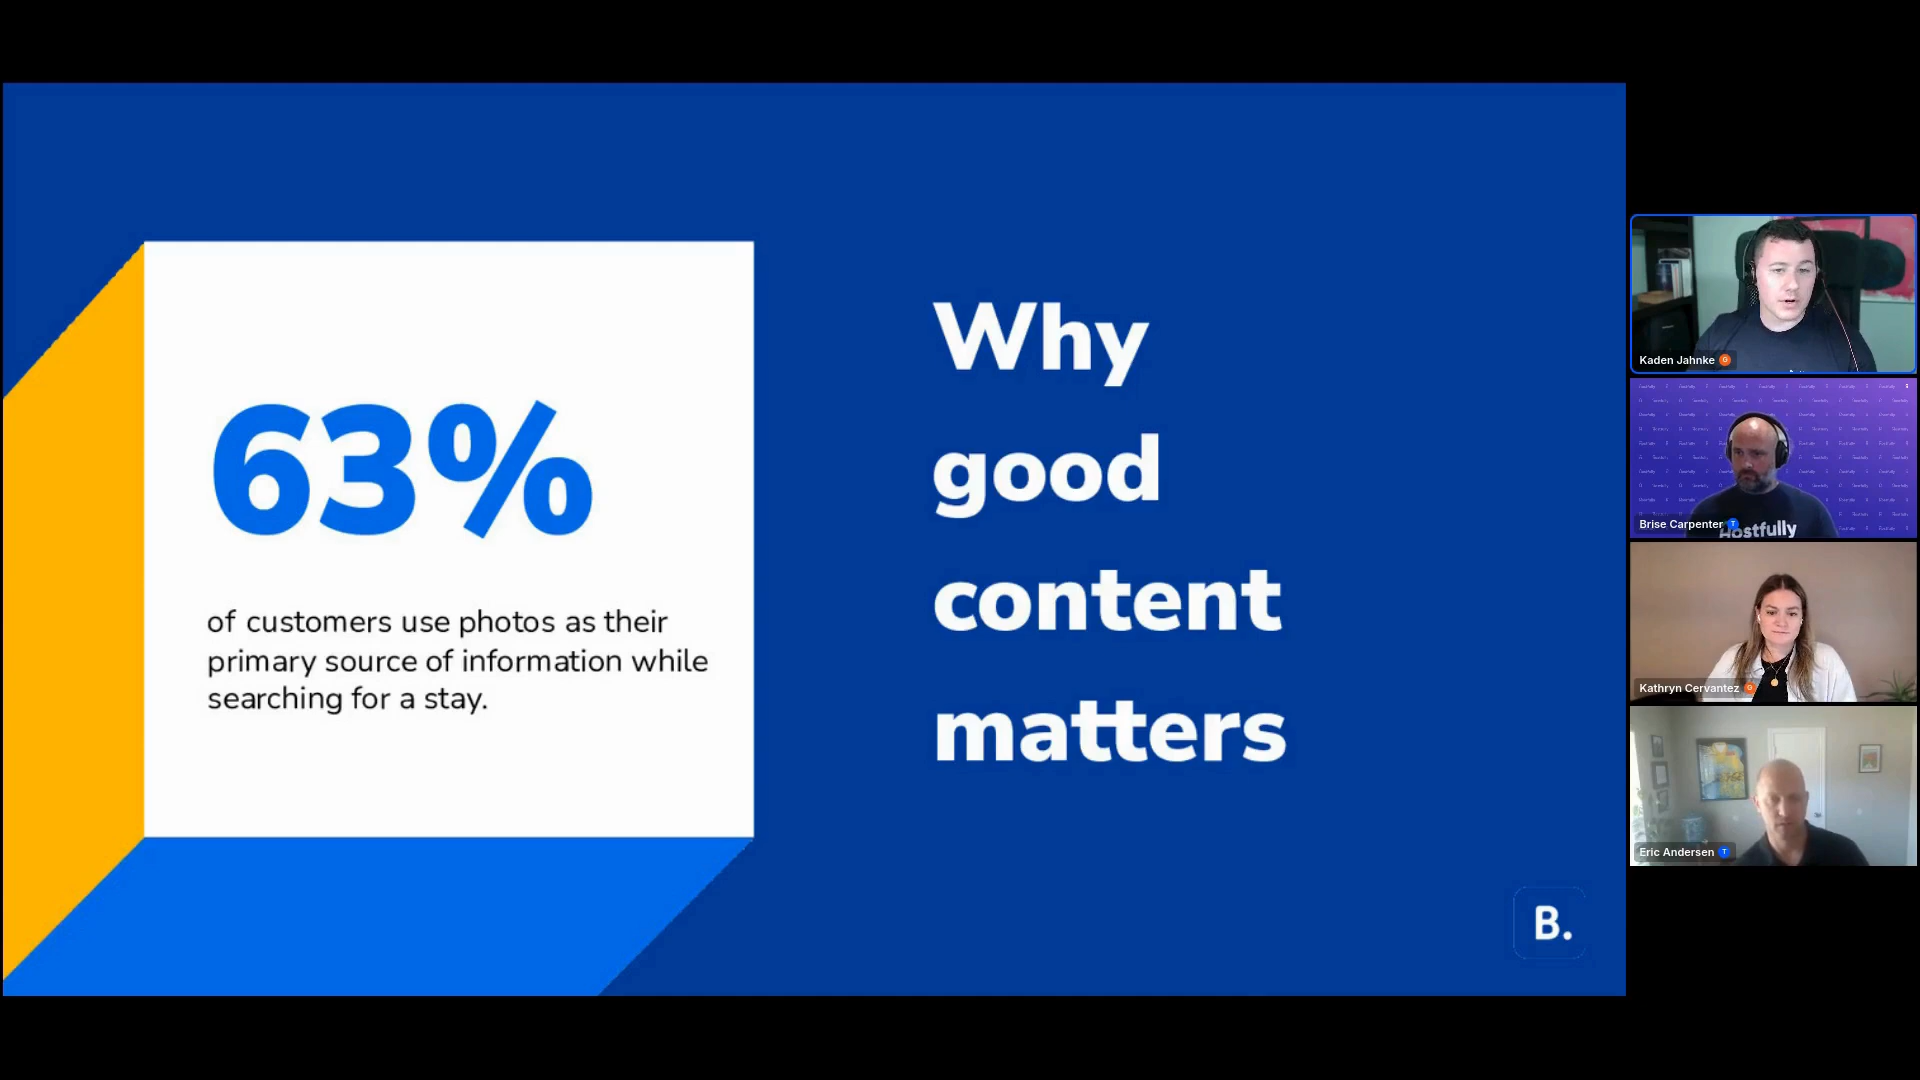 63%
of customers use photos as their
primary source of information while
searching for a stay.
Why
good
content
matters
B.
Kaden Jahnke G
Brise Carpenter T
Hostfully
Kathryn Cervantez G
Eric Andersen T